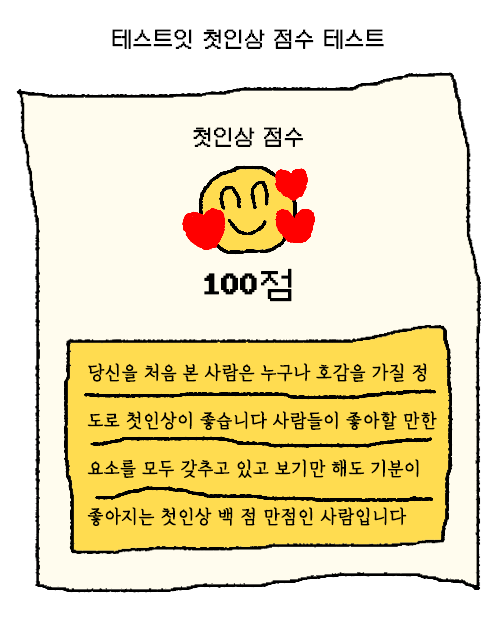 테스트잇 첫인상 점수 테스트
첫인상 점수
100점
당신을 처음 본 사람은 누구나 호감을 가질 정
도로 첫인상이 좋습니다 사람들이 좋아할 만한
요소를 모두 갖추고 있고 보기만 해도 기분이
좋아지는 첫인상 백 점 만점인 사람입니다